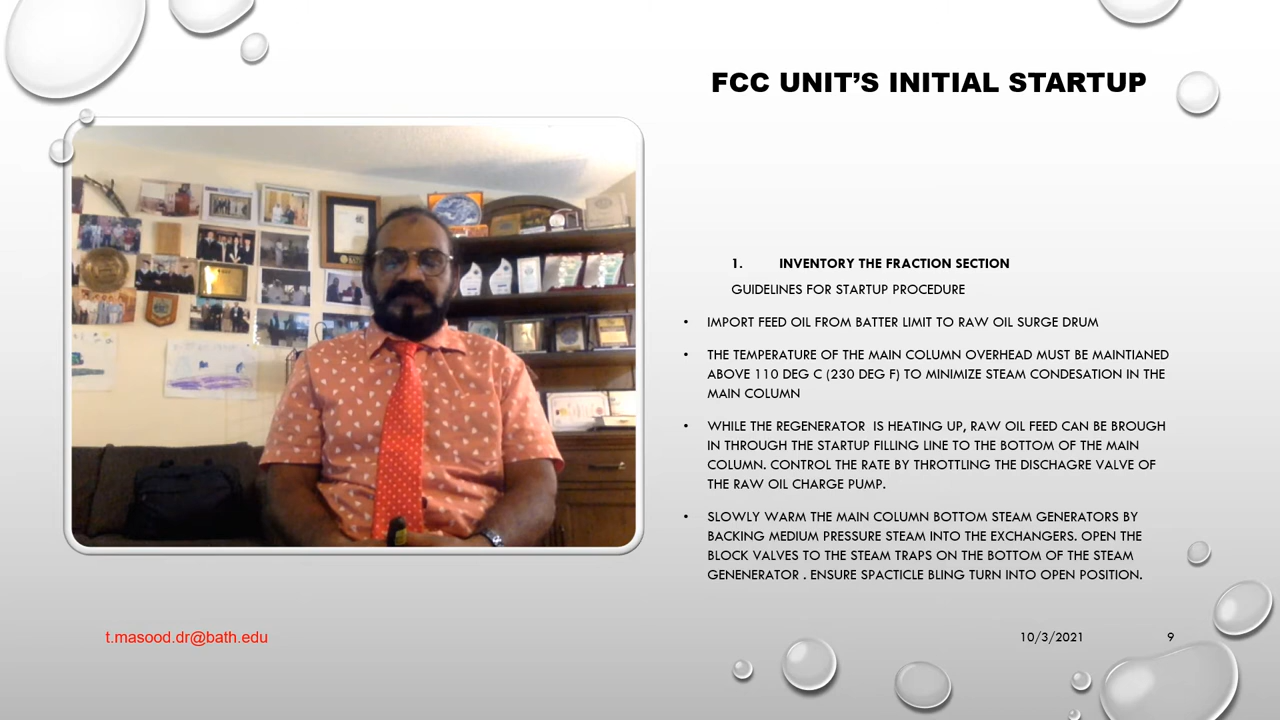 FCC UNIT’S INITIAL STARTUP
1. INVENTORY THE FRACTION SECTION
GUIDELINES FOR STARTUP PROCEDURE
• IMPORT FEED OIL FROM BATTER LIMIT TO RAW OIL SURGE DRUM
• THE TEMPERATURE OF THE MAIN COLUMN OVERHEAD MUST BE MAINTIANED
ABOVE 110 DEG C (230 DEG F) TO MINIMIZE STEAM CONDESATION IN THE
MAIN COLUMN
• WHILE THE REGENERATOR IS HEATING UP, RAW OIL FEED CAN BE BROUGH
IN THROUGH THE STARTUP FILLING LINE TO THE BOTTOM OF THE MAIN
COLUMN. CONTROL THE RATE BY THROTTLING THE DISCHAGRE VALVE OF
THE RAW OIL CHARGE PUMP.
• SLOWLY WARM THE MAIN COLUMN BOTTOM STEAM GENERATORS BY
BACKING MEDIUM PRESSURE STEAM INTO THE EXCHANGERS. OPEN THE
BLOCK VALVES TO THE STEAM TRAPS ON THE BOTTOM OF THE STEAM
GENENERATOR . ENSURE SPACTICLE BLING TURN INTO OPEN POSITION.
t.masood.dr@bath.edu
10/3/2021
9